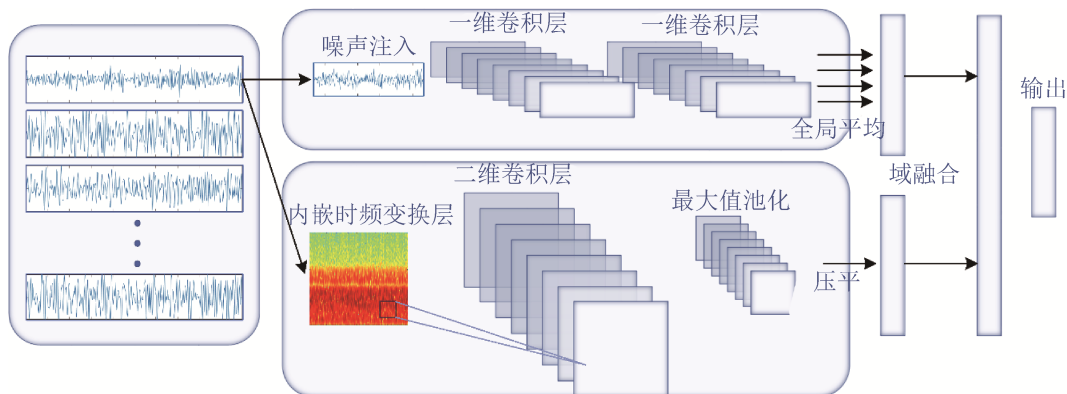 一维卷积层
一维卷积层
噪声注入
全局平均
输出
域融合
二维卷积层
最大值池化
内嵌时频变换层
压平